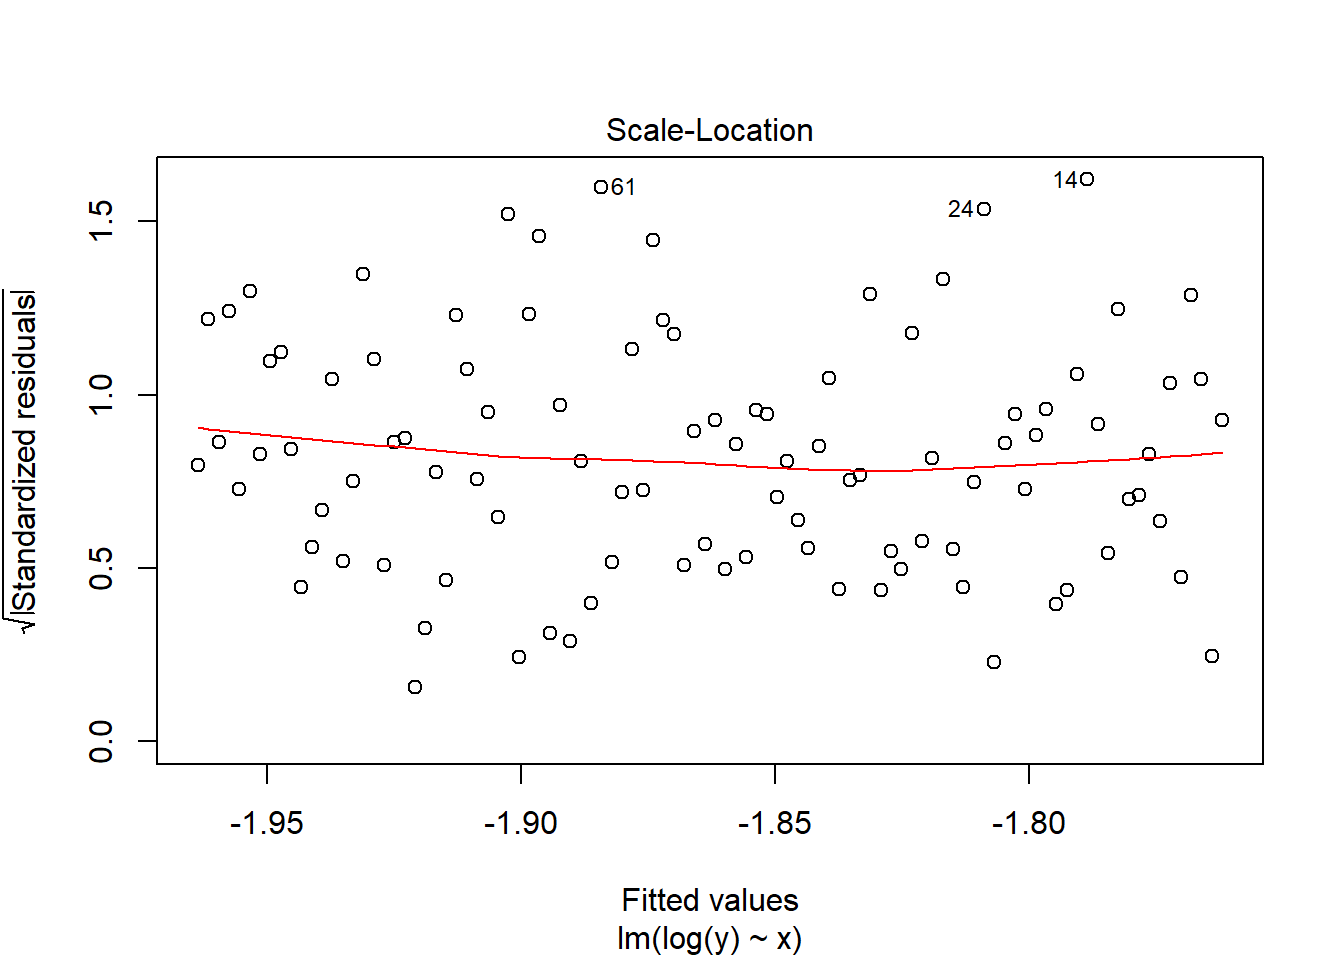 Scale-Location
√|Standardized residuals|
1.5
1.0
0.5
0.0
61
24
14
-1.95 -1.90 -1.85 -1.80
Fitted values
lm(log(y) ~ x)